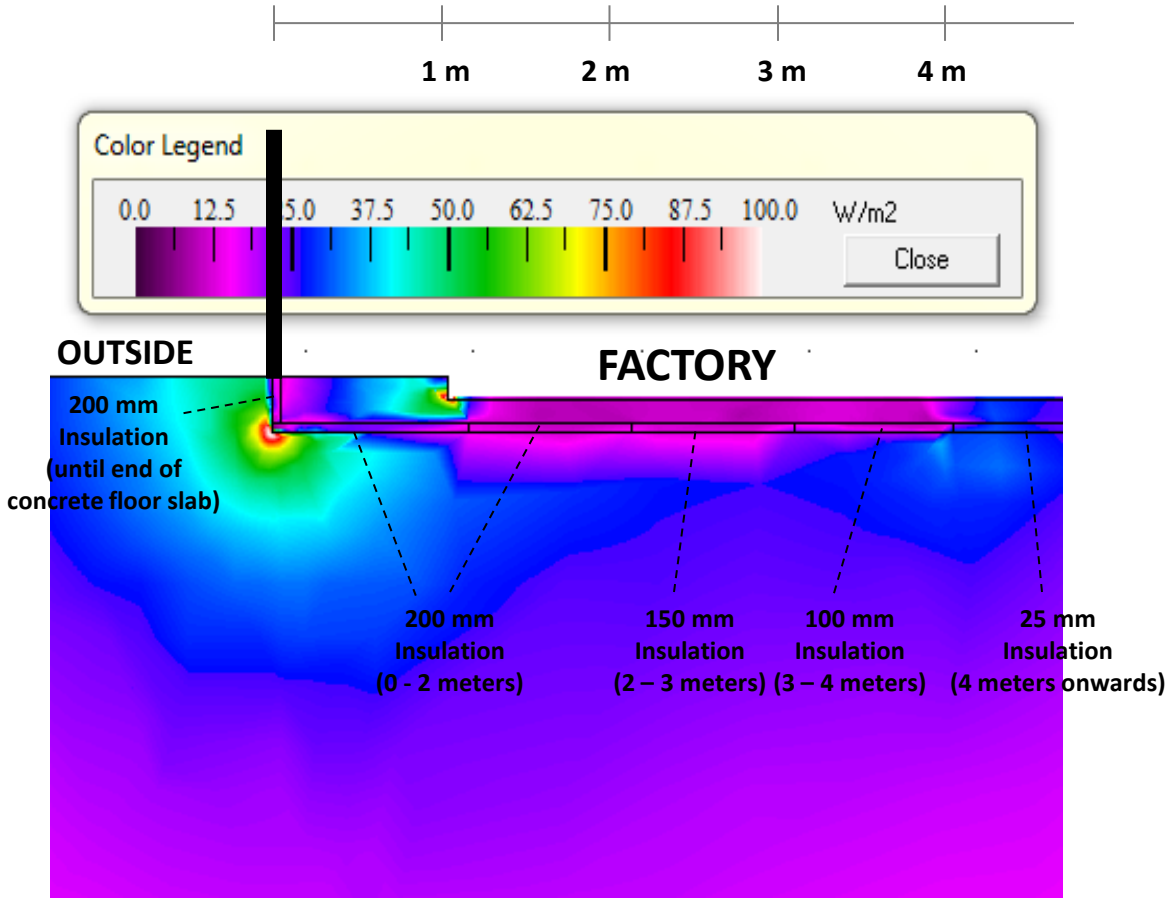 1 m 2 m 3 m 4 m
Color Legend
0.0 12.5 5.0 37.5 50.0 62.5 75.0 87.5 100.0 W/m2
Close
OUTSIDE
FACTORY
200 mm
Insulation
(until end of
concrete floor slab)
200 mm
Insulation
(0 - 2 meters)
150 mm
Insulation
(2 – 3 meters)
100 mm
Insulation
(3 – 4 meters)
25 mm
Insulation
(4 meters onwards)